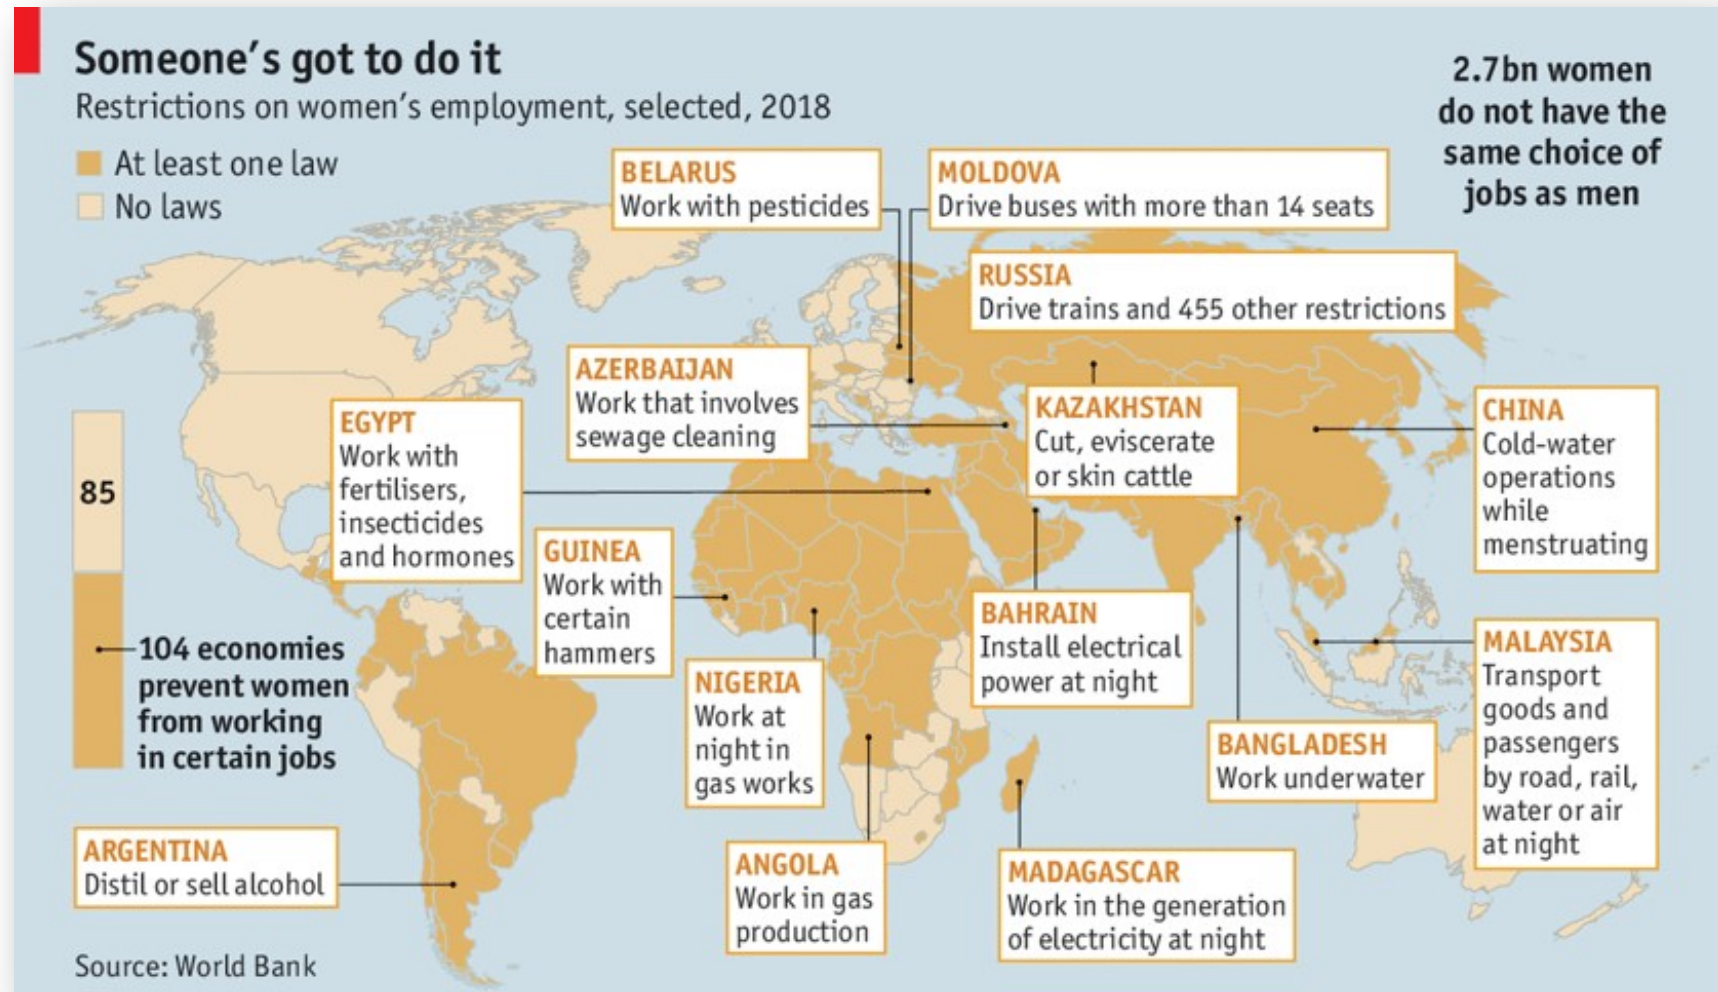 Someone's got to do it
Restrictions on women's employment, selected, 2018
At least one law
No laws
2.7bn women
do not have the
same choice of
jobs as men
BELARUS
Work with pesticides
MOLDOVA
Drive buses with more than 14 seats
RUSSIA
Drive trains and 455 other restrictions
AZERBAIJAN
Work that involves
sewage cleaning
KAZAKHSTAN
Cut, eviscerate
or skin cattle
CHINA
Cold-water
operations
while
menstruating
EGYPT
Work with
fertilisers,
insecticides
and hormones
85
104 economies
prevent women
from working
in certain jobs
GUINEA
Work with
certain
hammers
NIGERIA
Work at
night in
gas works
BAHRAIN
Install electrical
power at night
MALAYSIA
Transport
goods and
passengers
by road, rail,
water or air
at night
BANGLADESH
Work underwater
ARGENTINA
Distil or sell alcohol
ANGOLA
Work in gas
production
MADAGASCAR
Work in the generation
of electricity at night
Source: World Bank